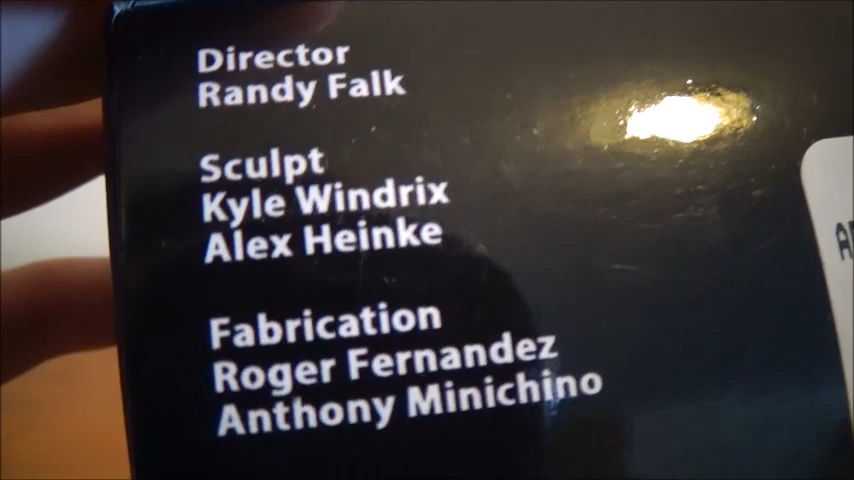 Director
Randy Falk
Sculpt
Kyle Windrix
Alex Heinke
Fabrication
Roger Fernandez
Anthony Minichino